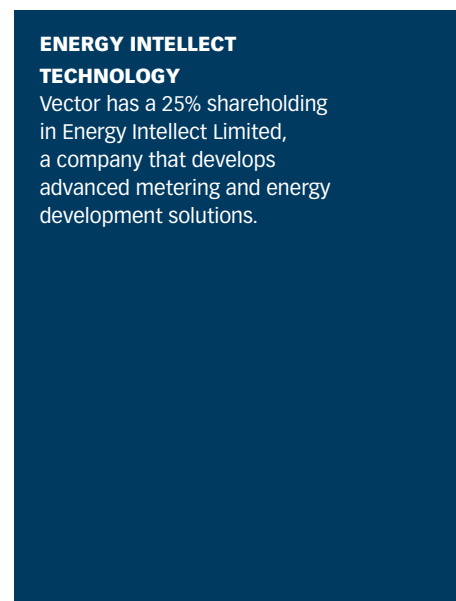 ENERGY INTELLECT
TECHNOLOGY
Vector has a 25% shareholding
in Energy Intellect Limited,
a company that develops
advanced metering and energy
development solutions.